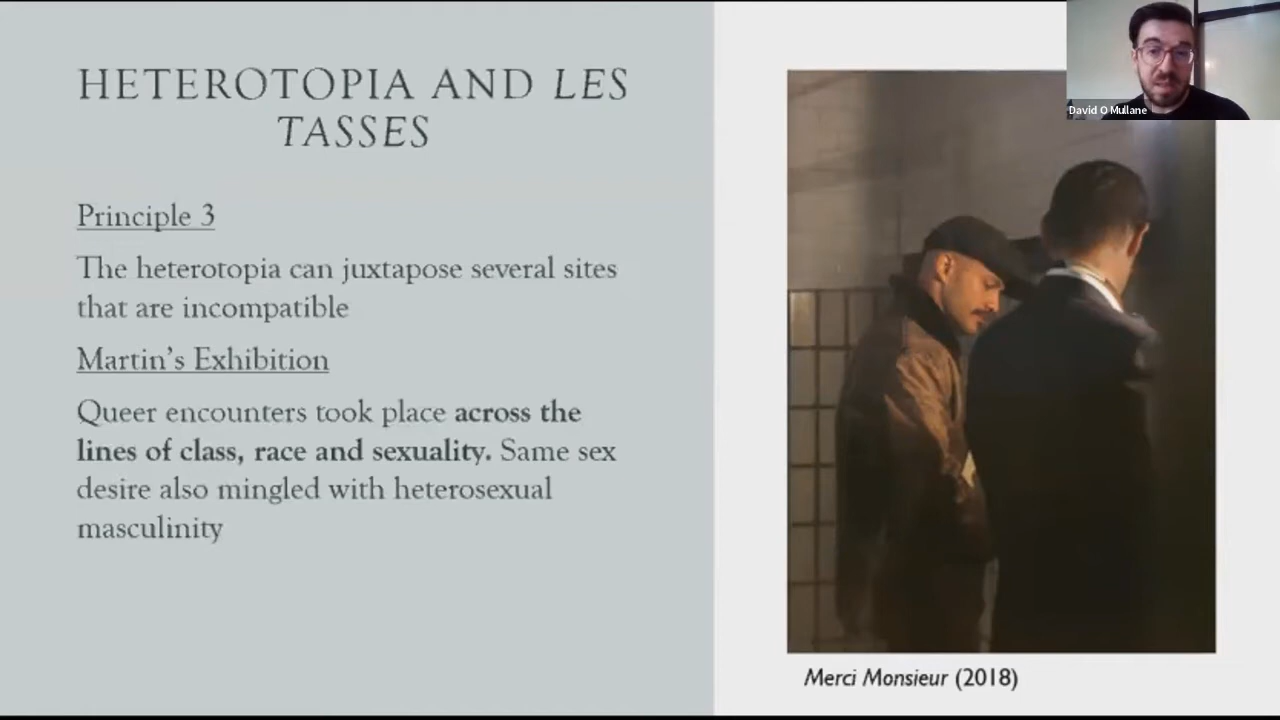 HETEROTOPIA AND LES
TASSES
Principle 3
The heterotopia can juxtapose several sites
that are incompatible
Martin's Exhibition
Queer encounters took place across the
lines of class, race and sexuality. Same sex
desire also mingled with heterosexual
masculinity
David O Mullane
Merci Monsieur (2018)